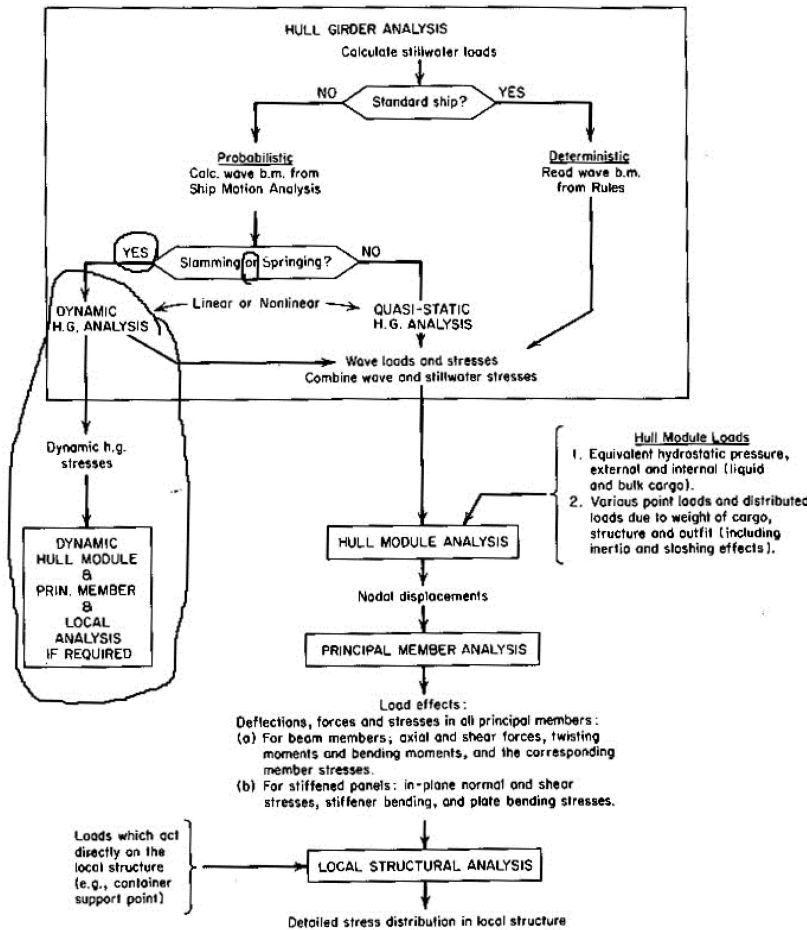 HULL GIRDER ANALYSIS
Calculate stillwater loads
NO
Standard ship?
YES
Probabilistic
Calc. wave b.m. from
Ship Motion Analysis
Deterministic
Read wave b.m.
from Rules
YES
Slamming or Springing?
NO
DYNAMIC
H.G. ANALYSIS
Linear or Nonlinear
QUASI-STATIC
H.G. ANALYSIS
Wave loads and stresses
Combine wave and stillwater stresses
Dynamic h.g.
stresses
Hull Module Loads
1. Equivalent hydrostatic pressure,
external and internal (liquid
and bulk cargo).
2. Various point loads and distributed
loads due to weight of cargo,
structure and outfit (including
inertia and sloshing effects).
DYNAMIC
HULL MODULE
&
PRIN. MEMBER
&
LOCAL
ANALYSIS
IF REQUIRED
HULL MODULE ANALYSIS
Nodal displacements
PRINCIPAL MEMBER ANALYSIS
Load effects:
Deflections, forces and stresses in all principal members:
(a) For beam members; axial and shear forces, twisting
moments and bending moments, and the corresponding
member stresses.
(b) For stiffened panels: in-plane normal and shear
stresses, stiffener bending, and plate bending stresses.
Loads which act
directly on the
local structure
(e.g., container
support point)
LOCAL STRUCTURAL ANALYSIS
Detailed stress distribution in local structure